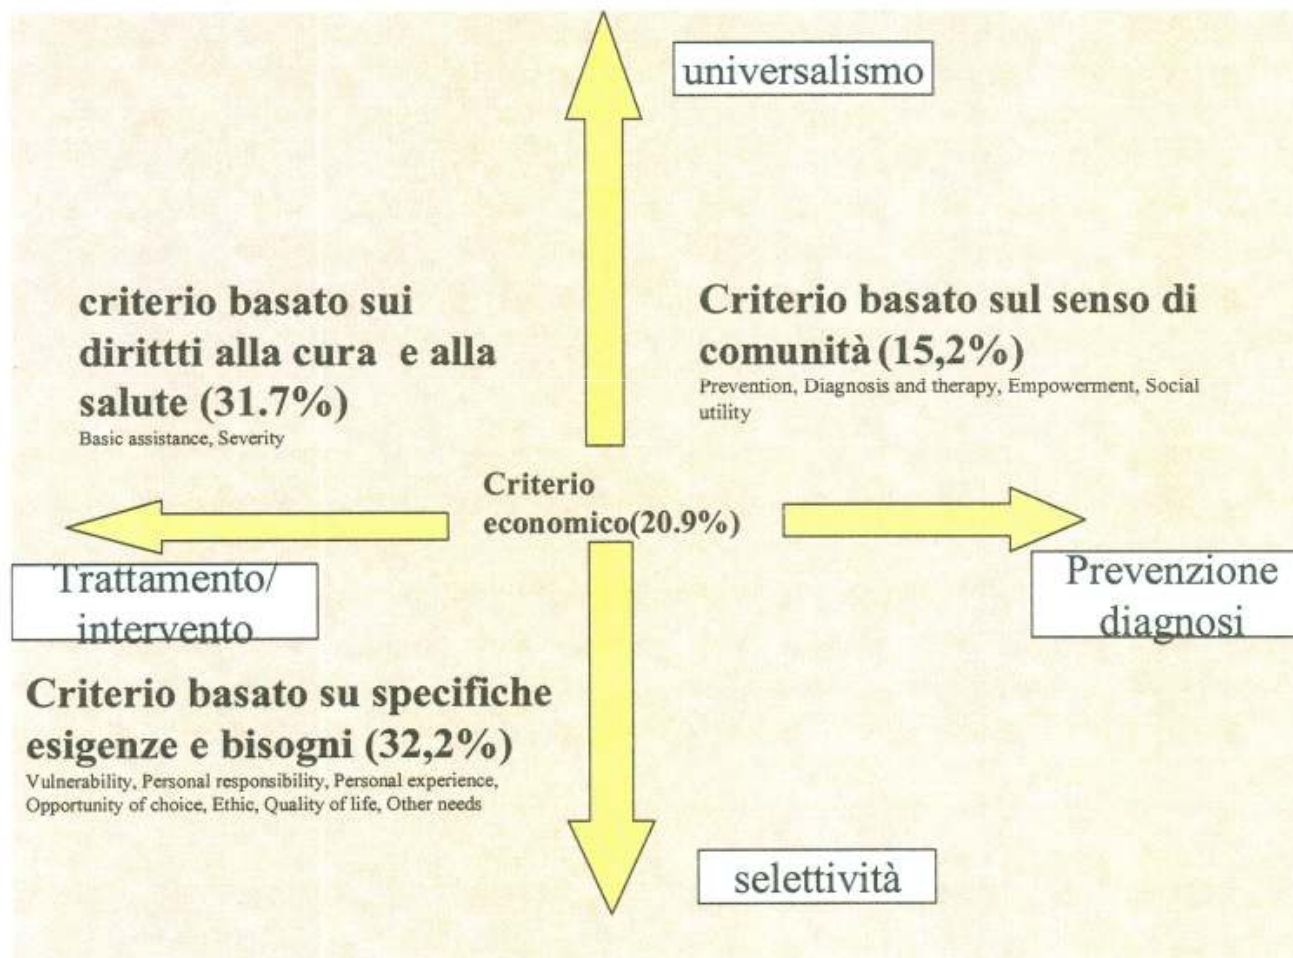 universalismo
criterio basato sui
dirittti alla cura e alla
salute (31.7%)
Basic assistance, Severity
Criterio basato sul senso di
comunità (15,2%)
Prevention, Diagnosis and therapy, Empowerment, Social
utility
Criterio
economico(20.9%)
Trattamento/
intervento
Prevenzione
diagnosi
Criterio basato su specifiche
esigenze e bisogni (32,2%)
Vulnerability, Personal responsibility, Personal experience,
Opportunity of choice, Ethic, Quality of life, Other needs
selettività